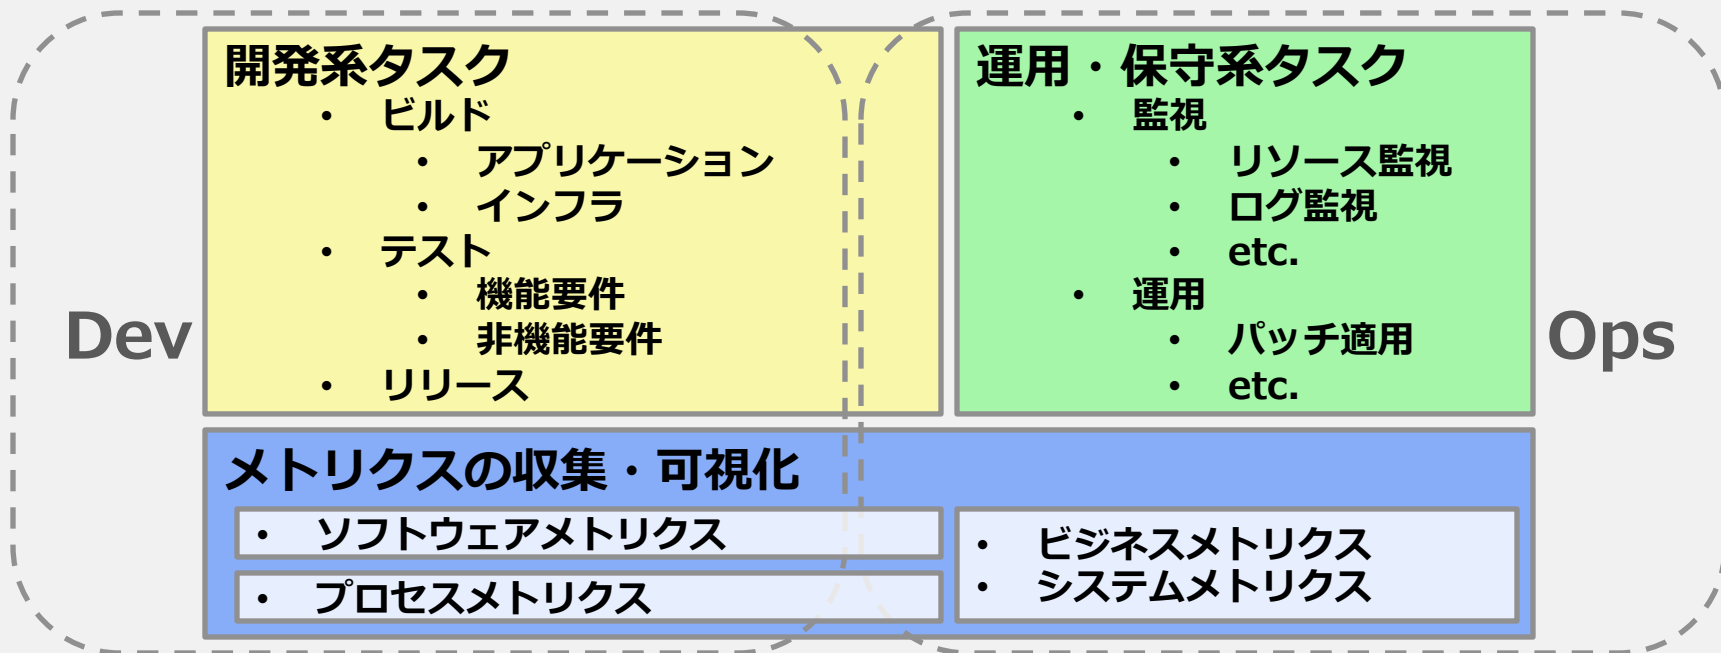 Dev
開発系タスク
• ビルド
• アプリケーション
• インフラ
• テスト
• 機能要件
• 非機能要件
• リリース
運用・保守系タスク
• 監視
• リソース監視
• ログ監視
• etc.
• 運用
• パッチ適用
• etc.
Ops
メトリクスの収集・可視化
• ソフトウェアメトリクス
• プロセスメトリクス
• ビジネスメトリクス
• システムメトリクス